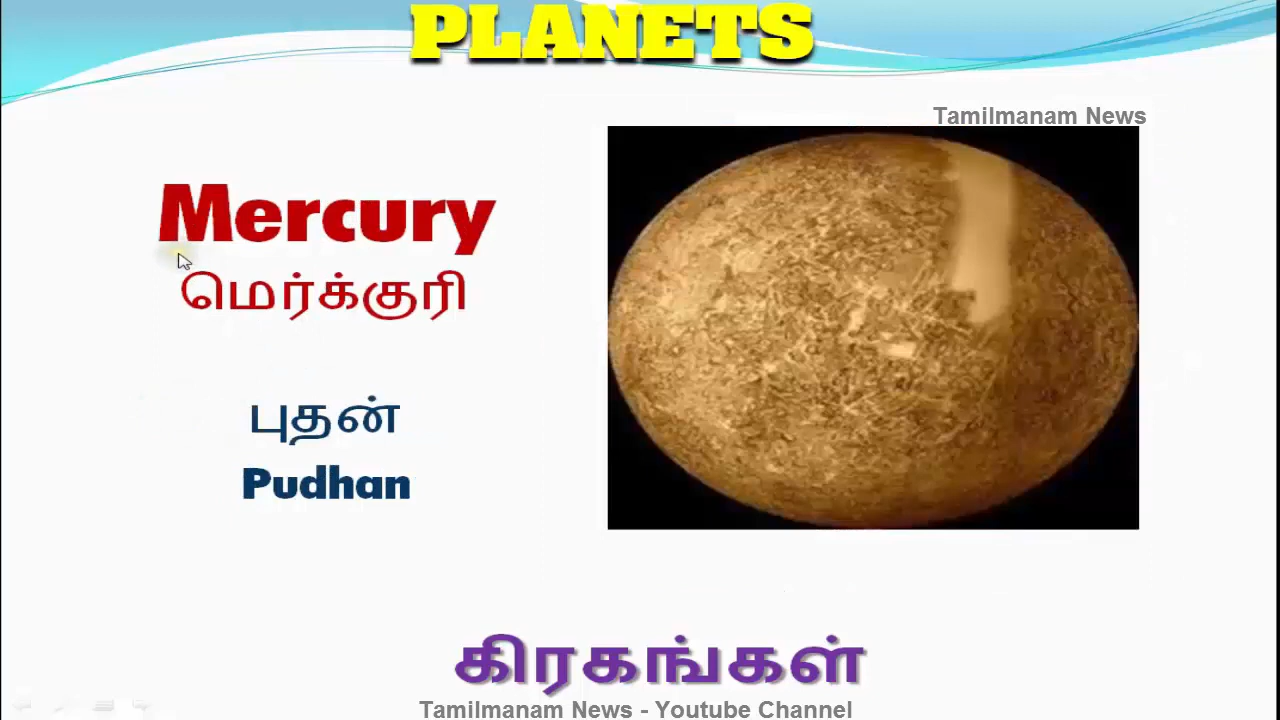 PLANETS
Tamilmanam News
Mercury
மெர்க்குரி
புதன்
Pudhan
கிரகங்கள்
Tamilmanam News - Youtube Channel